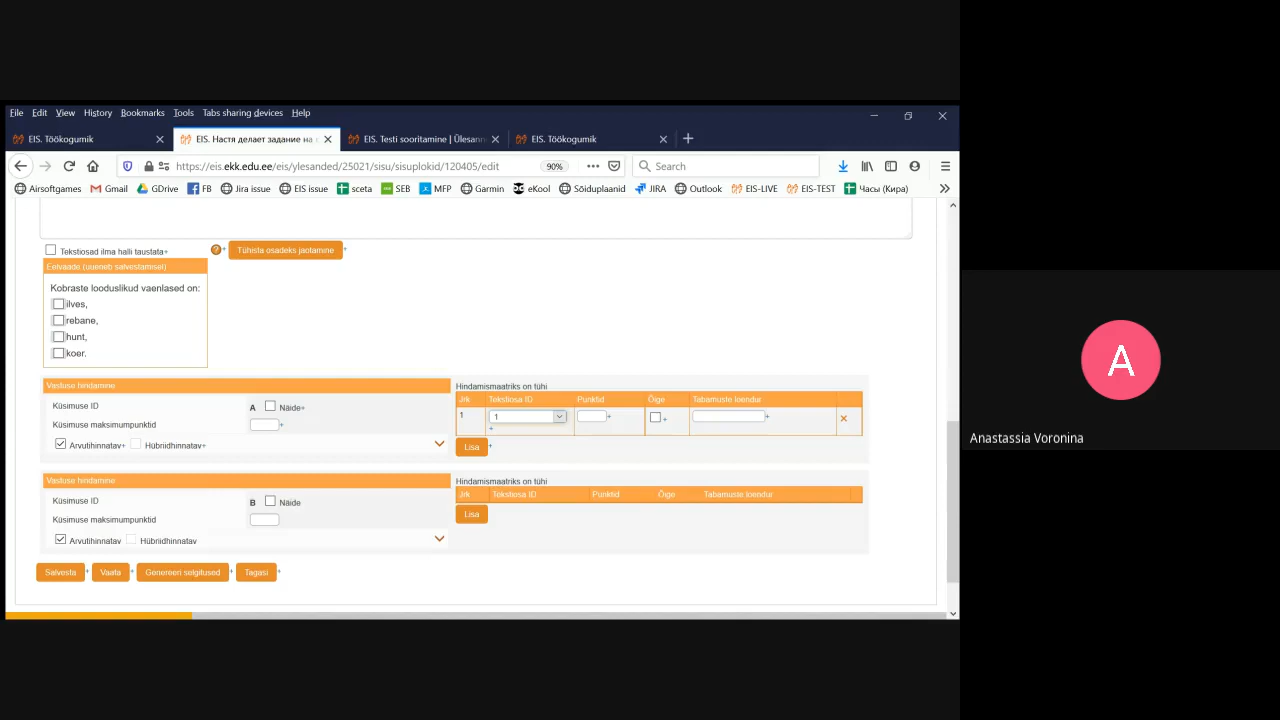 File Edit View History Bookmarks Tools Tabs sharing devices Help
EIS. Töökogumik
EIS. Настя делает задание на
EIS. Testi sooritamine | Ülesann
EIS. Töökogumik
https://eis.ekk.edu.ee/eis/ylesanded/25021/sisu/sisuplokid/120405/edit
90%
Search
Airsoftgames Gmail GDrive FB Jira issue EIS issue sceta SEB MFP Garmin eKool Sõiduplaanid JIRA Outlook EIS-LIVE EIS-TEST Часы (Кира)
Tekstiosad ilma halli taustata+
Tühista osadeks jaotamine
Eelvaade (uueneb salvestamisel)
Kobraste looduslikud vaenlased on:
ilves,
rebane,
hunt,
koer.
Vastuse hindamine
Küsimuse ID A Näide+
Küsimuse maksimumpunktid +
Arvutihinnatav+ Hübriidhinnatav+
Hindamismaatriks on tühi
Jrk Tekstiosa ID Punktid Õige Tabamuste loendur
1 1 + + +
+
Lisa +
Vastuse hindamine
Küsimuse ID B Näide
Küsimuse maksimumpunktid
Arvutihinnatav Hübriidhinnatav
Hindamismaatriks on tühi
Jrk Tekstiosa ID Punktid Õige Tabamuste loendur
Lisa
Salvesta + Vaata + Genereeri selgitused + Tagasi +
A
Anastassia Voronina